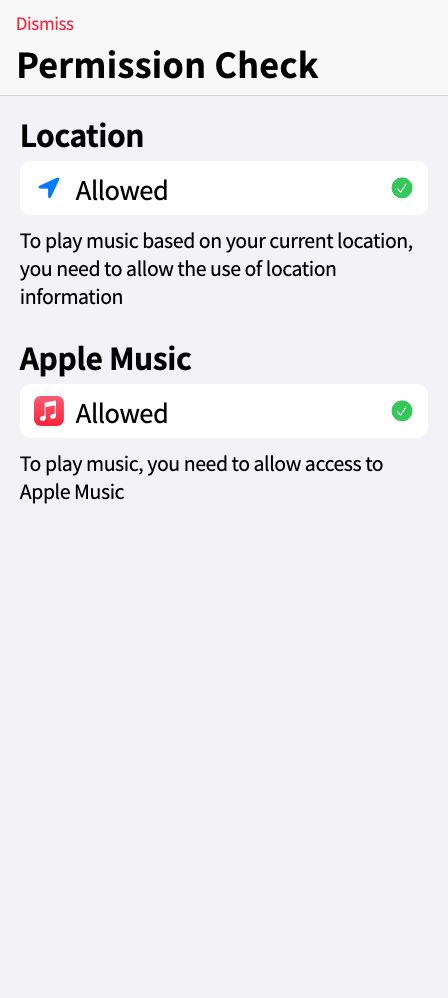 Dismiss
Permission Check
Location
Allowed
To play music based on your current location,
you need to allow the use of location
information
Apple Music
Allowed
To play music, you need to allow access to
Apple Music